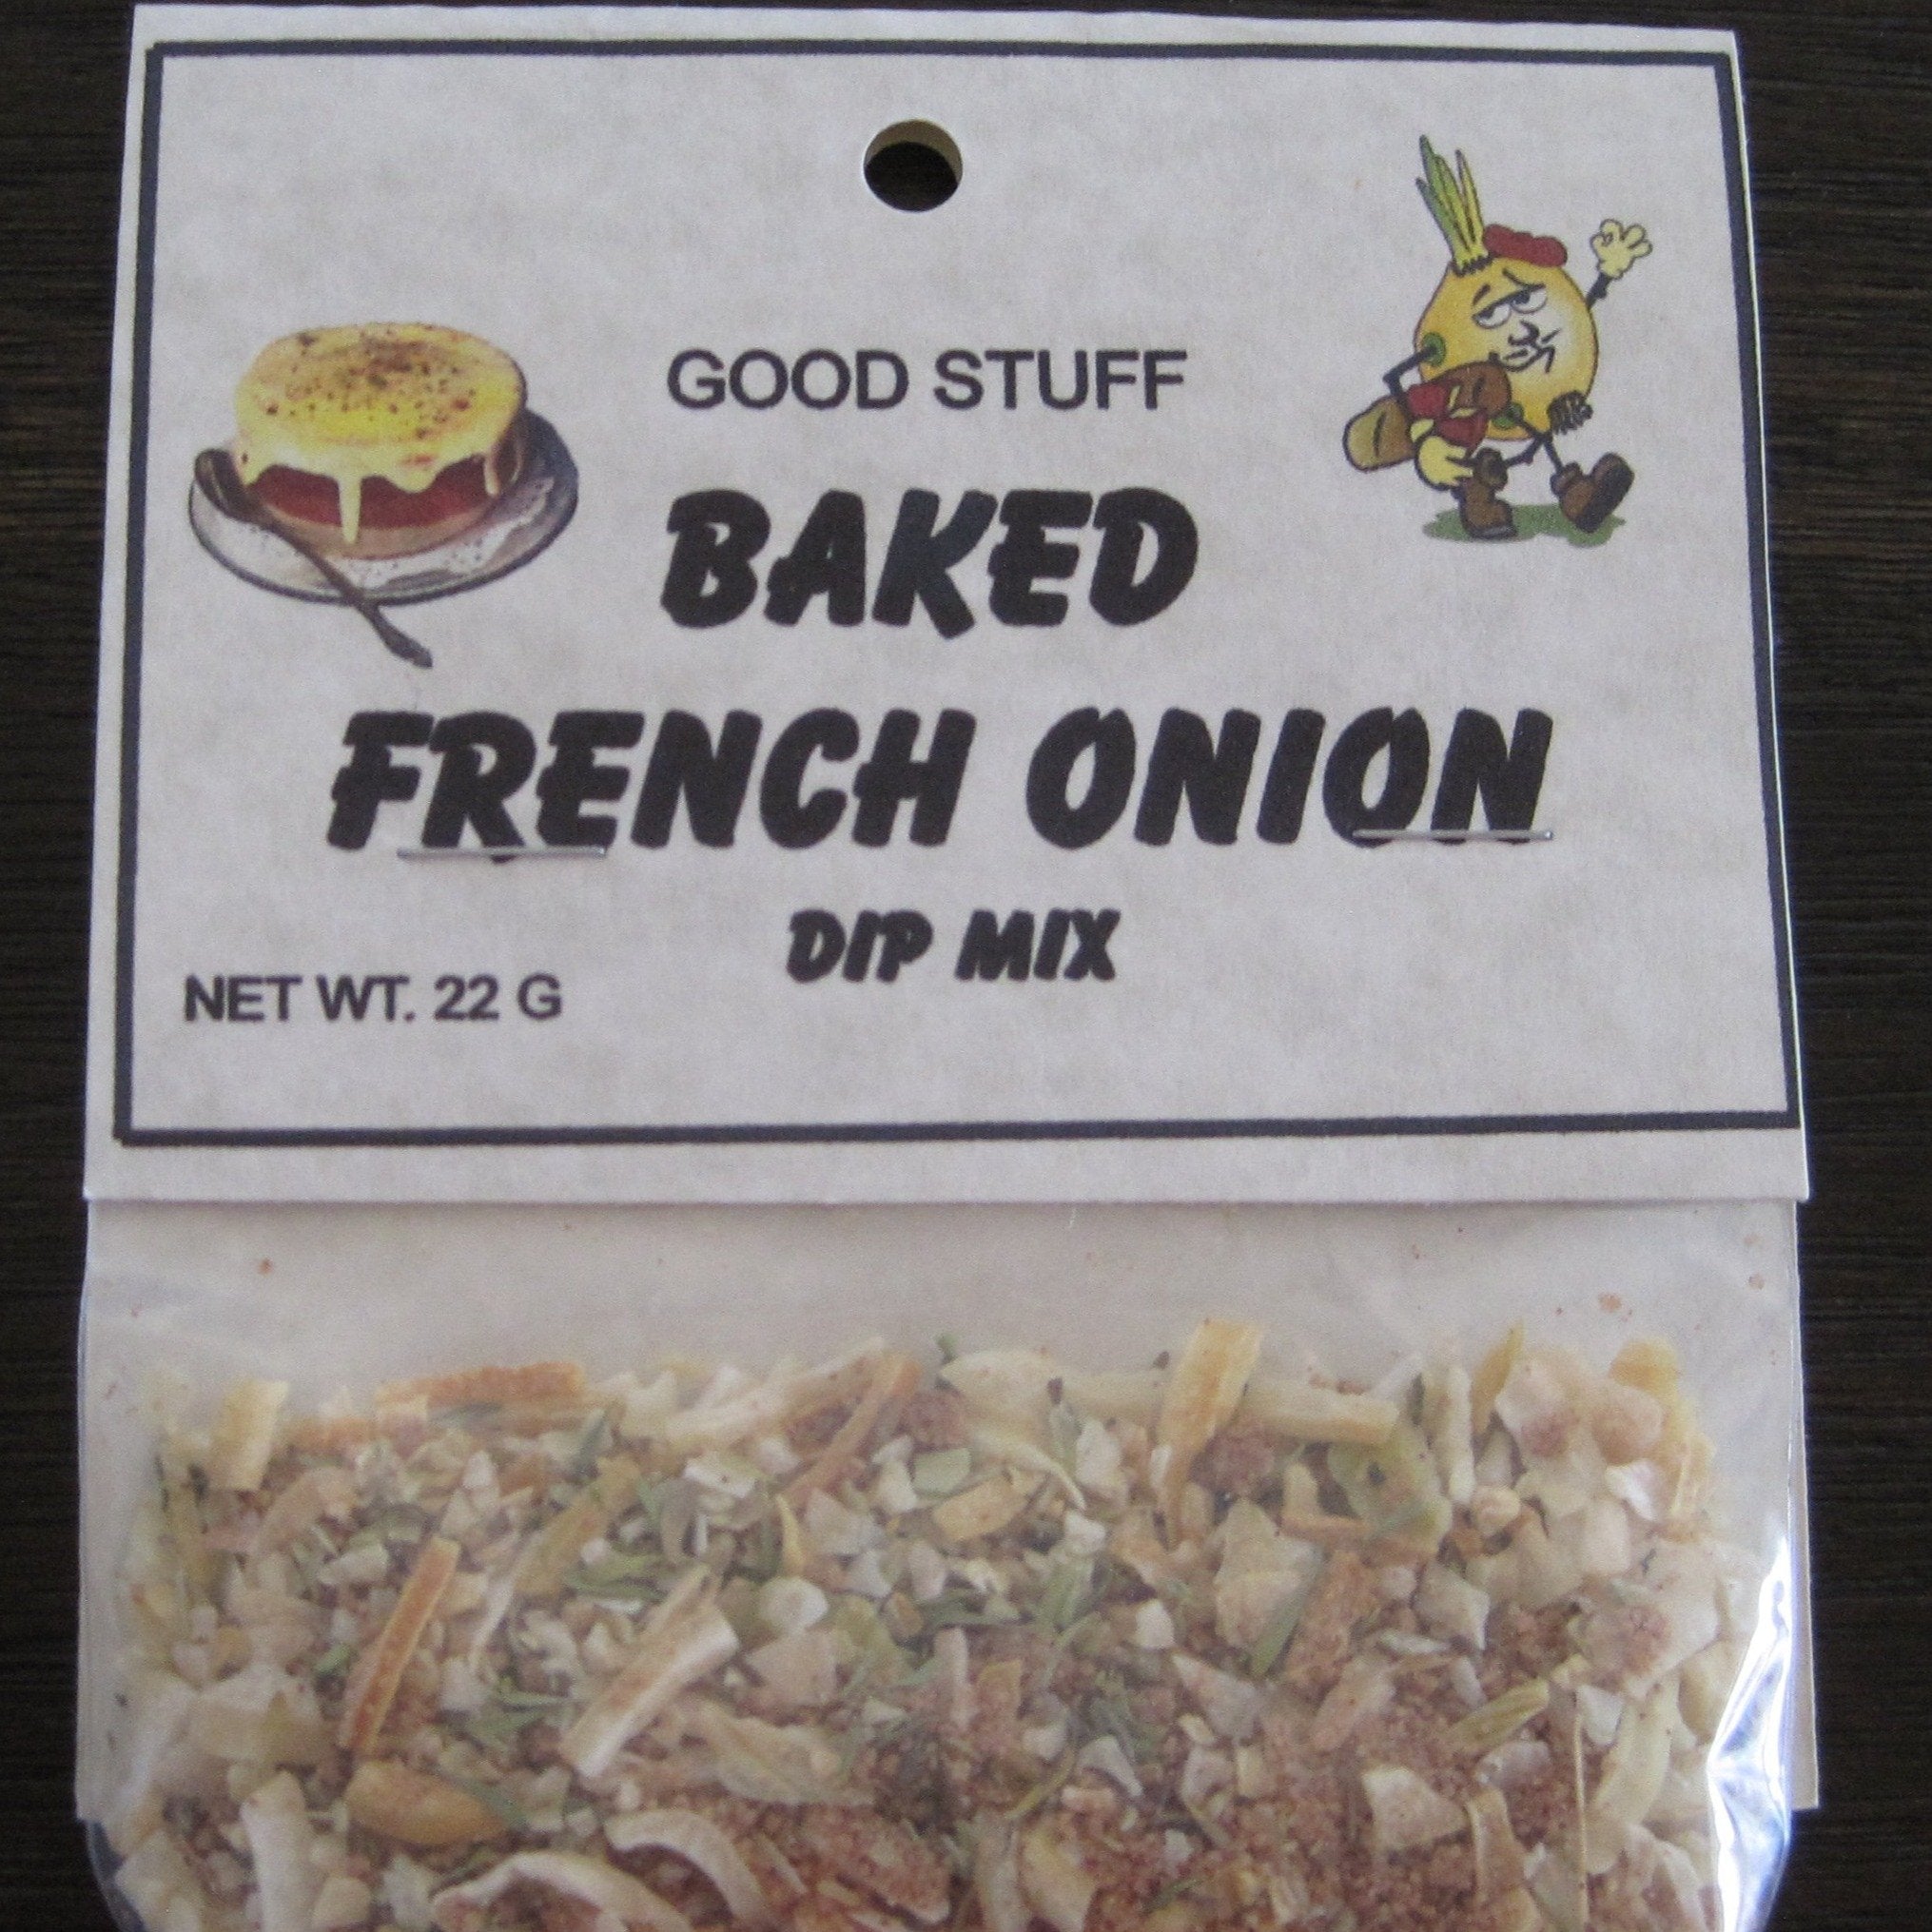 GOOD STUFF
BAKED
FRENCH ONION
DIP MIX
NET WT. 22 G